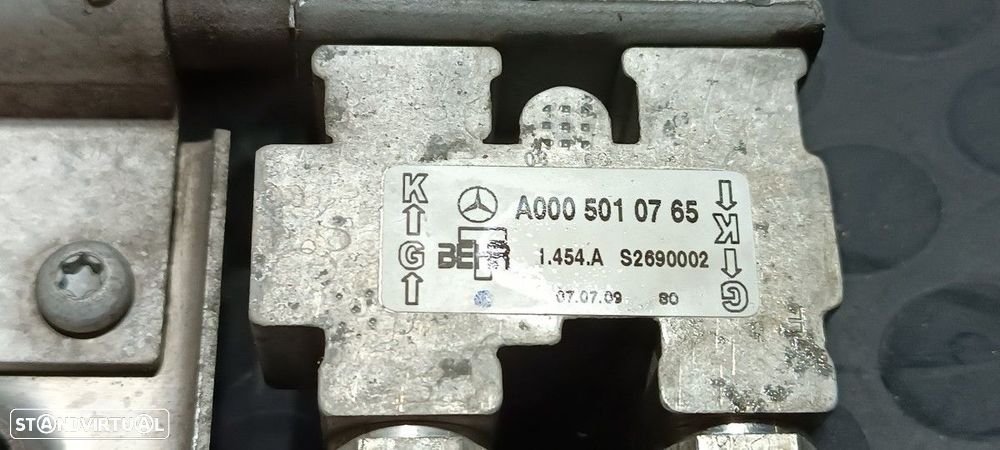 A000 501 07 65
BEHR
1.454.A S2690002
07.07.09 80
K G
K G
STANDVIRTUAL